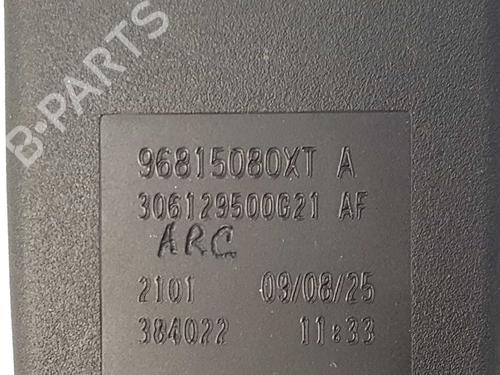 B-PARTS
96815080XT A
306129500G21 AF
ARC
2101 09/08/25
384022 11:33